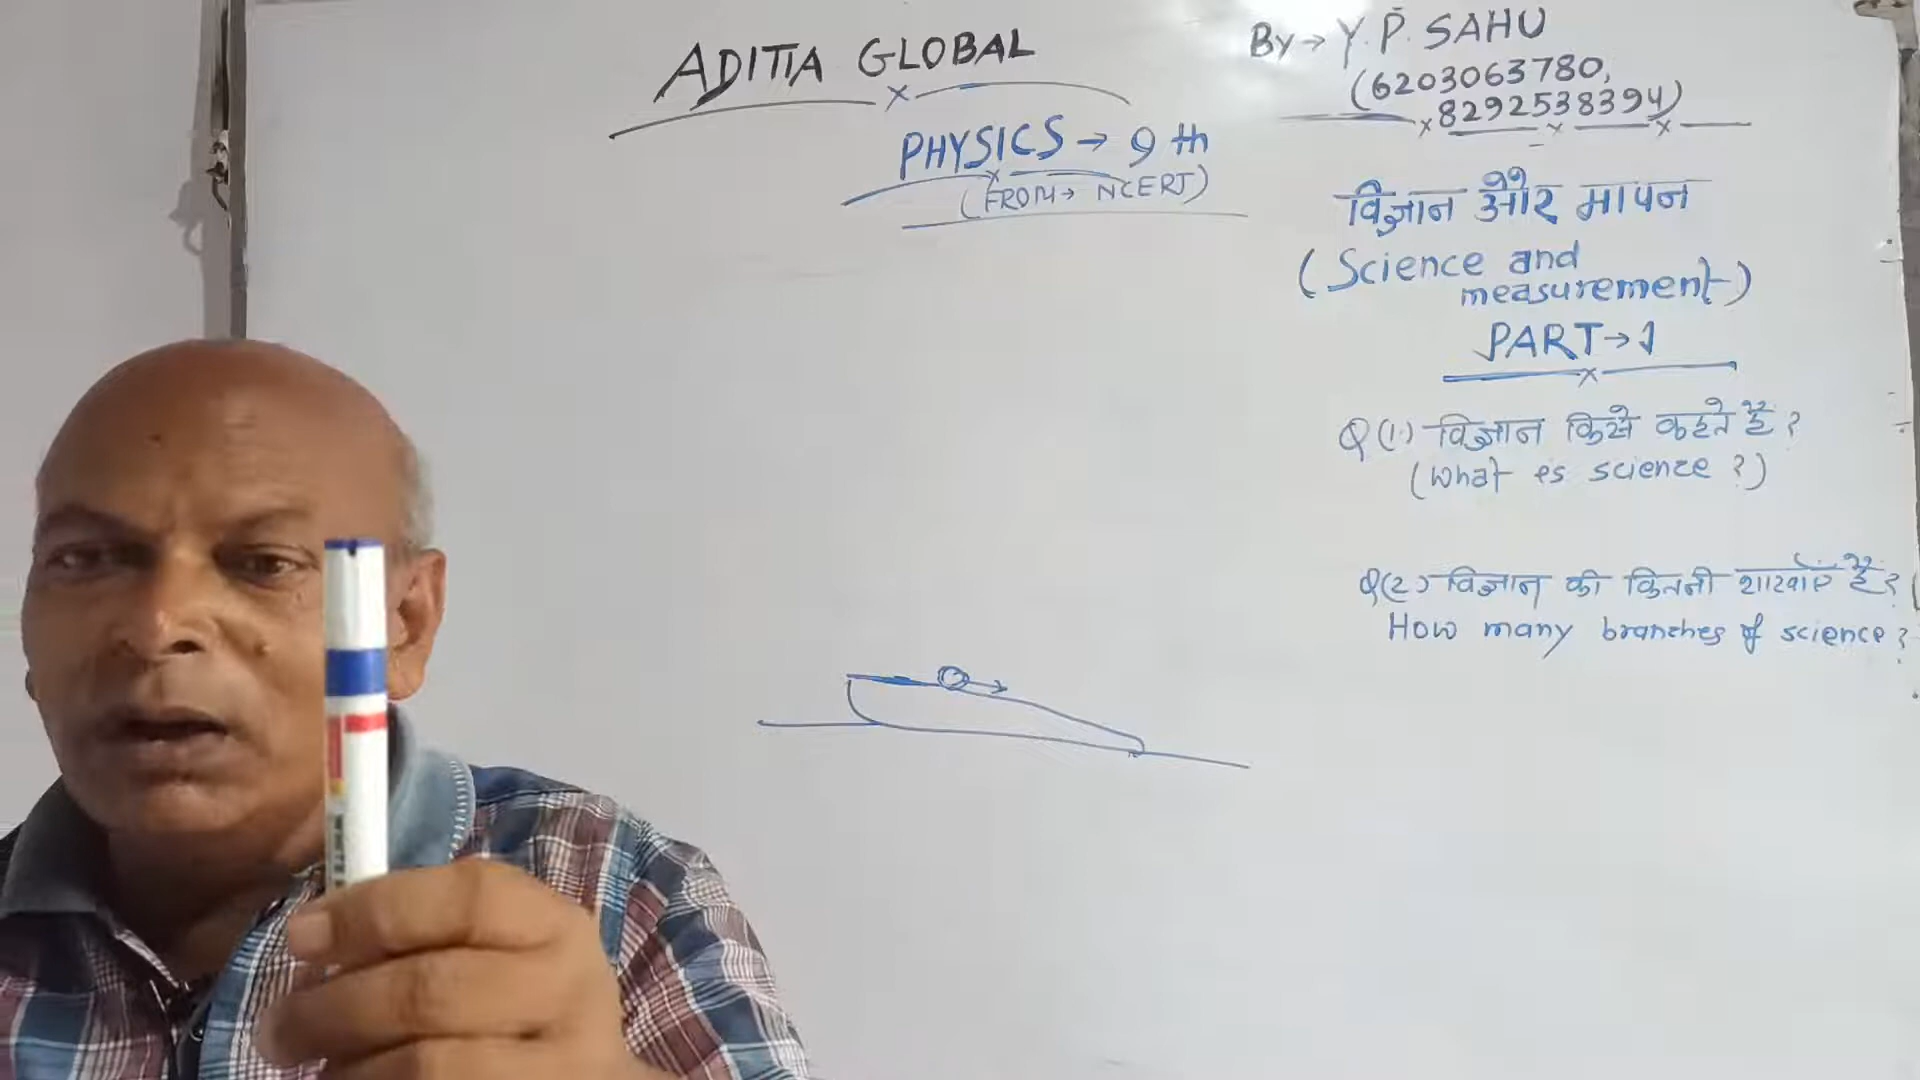 ADITIA GLOBAL
By → Y. P. SAHU
(6203063780,
8292538394)
PHYSICS → 9 th
(FROM → NCERT)
विज्ञान और मापन
(Science and
measurement)
PART → 1
Q (1.) विज्ञान किसे कहते हैं ?
(What is science ?)
Q (2.) विज्ञान की कितनी शाखाएं हैं ?
How many branches of science ?